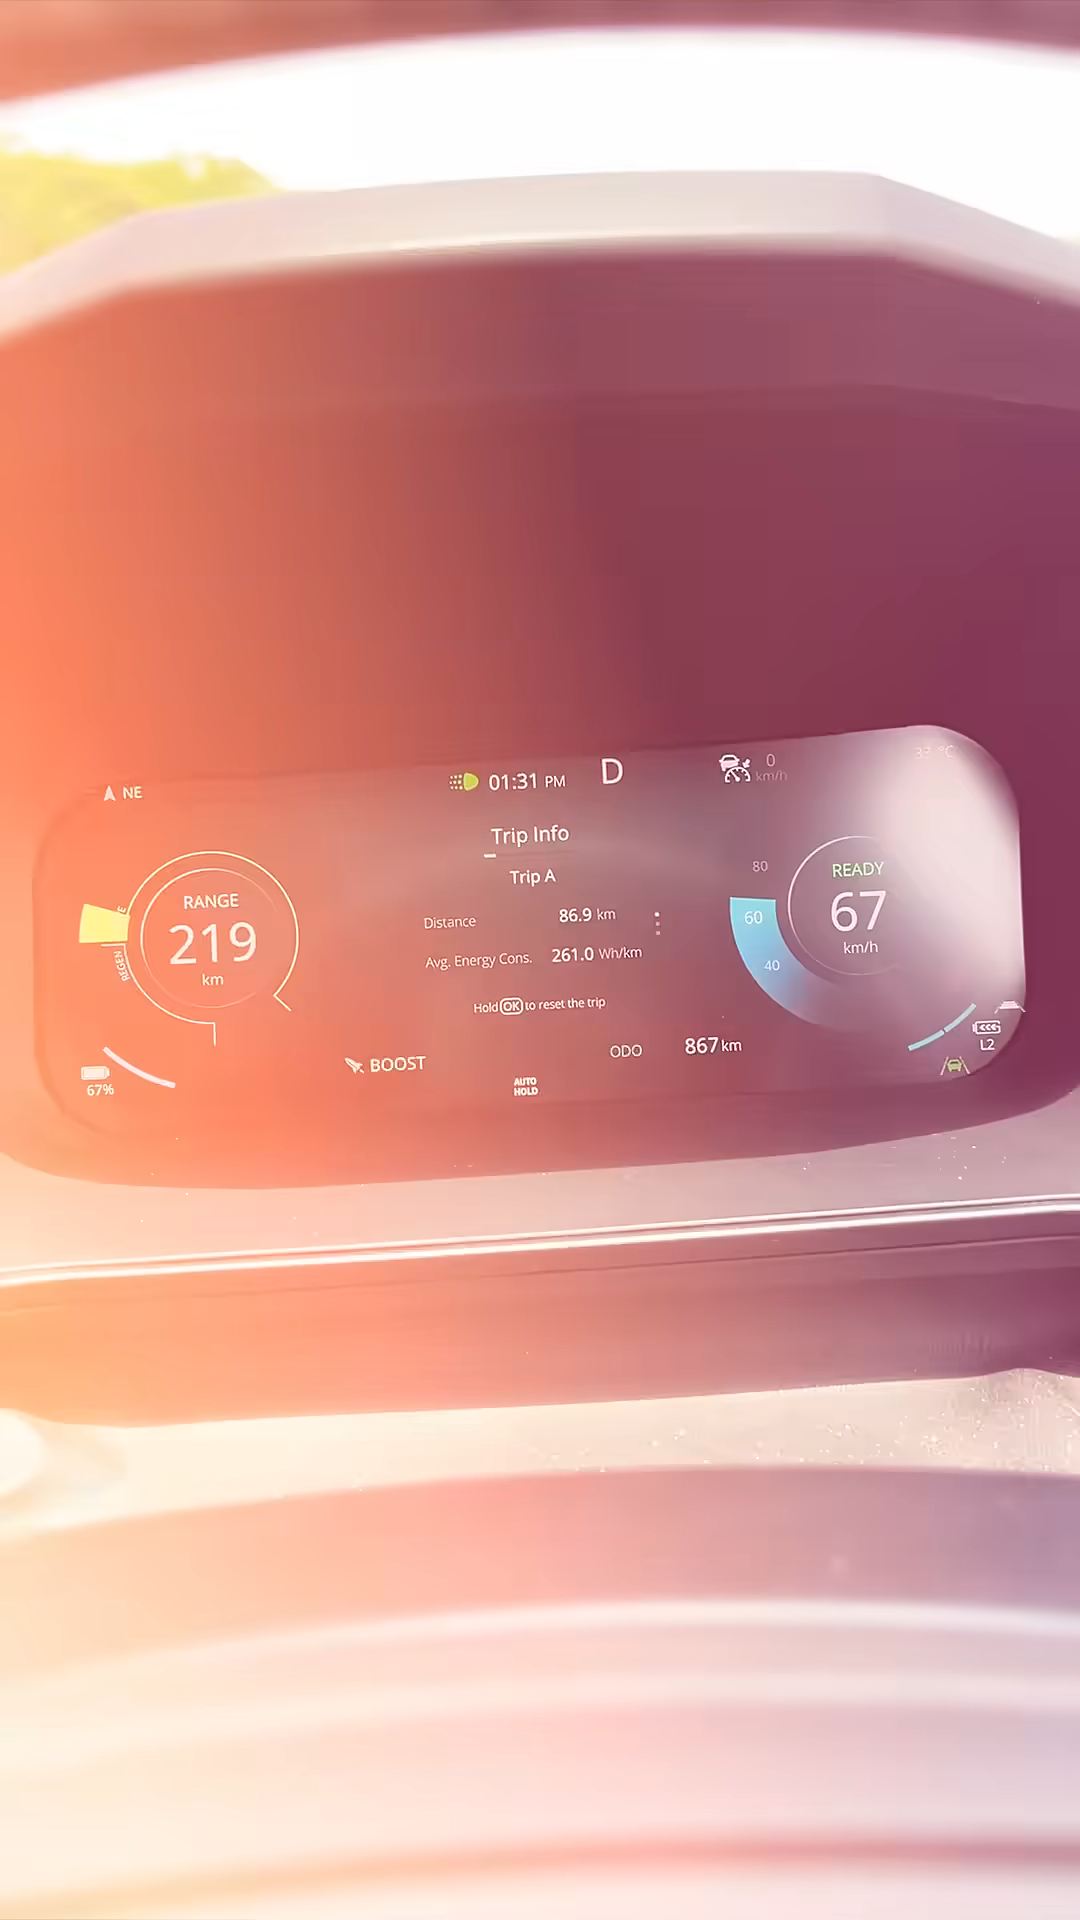 NE
01:31 PM
D
0
km/h
33 °C
Trip Info
Trip A
Distance 86.9 km
Avg. Energy Cons. 261.0 Wh/km
Hold OK to reset the trip
RANGE
219
km
REGEN
80
60
40
READY
67
km/h
67%
BOOST
AUTO
HOLD
ODO 867 km
L2